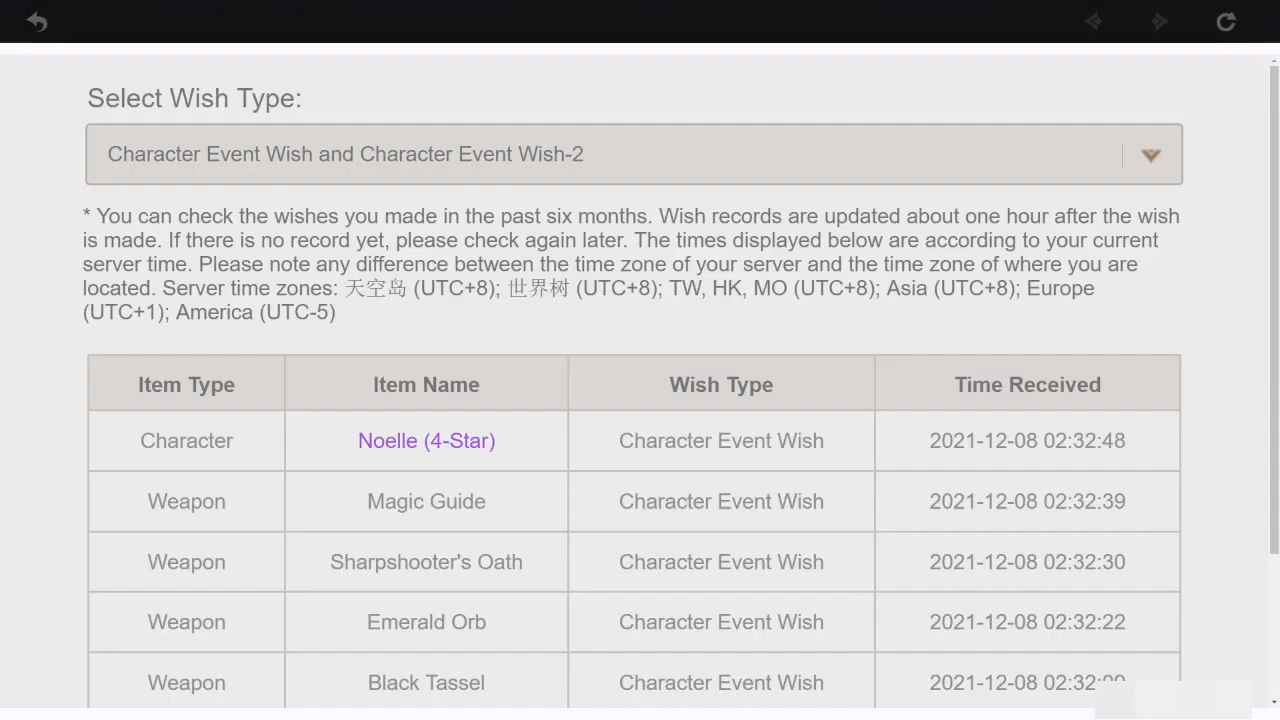 Select Wish Type:
Character Event Wish and Character Event Wish-2
* You can check the wishes you made in the past six months. Wish records are updated about one hour after the wish
is made. If there is no record yet, please check again later. The times displayed below are according to your current
server time. Please note any difference between the time zone of your server and the time zone of where you are
located. Server time zones: 天空岛 (UTC+8); 世界树 (UTC+8); TW, HK, MO (UTC+8); Asia (UTC+8); Europe
(UTC+1); America (UTC-5)
Item Type Item Name Wish Type Time Received
Character Noelle (4-Star) Character Event Wish 2021-12-08 02:32:48
Weapon Magic Guide Character Event Wish 2021-12-08 02:32:39
Weapon Sharpshooter's Oath Character Event Wish 2021-12-08 02:32:30
Weapon Emerald Orb Character Event Wish 2021-12-08 02:32:22
Weapon Black Tassel Character Event Wish 2021-12-08